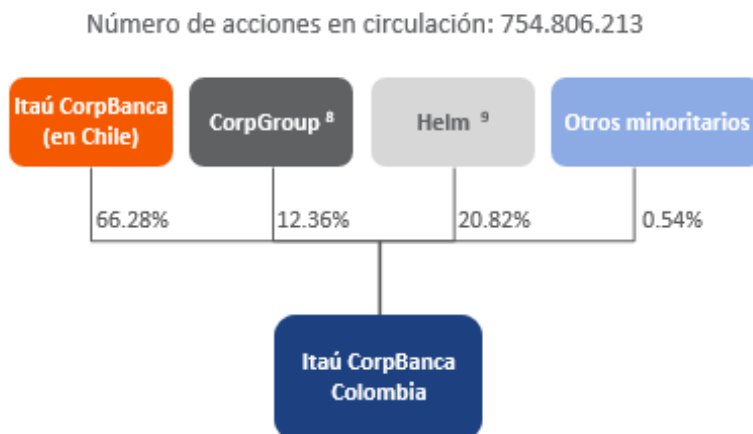 Número de acciones en circulación: 754.806.213
Itaú CorpBanca
(en Chile)
CorpGroup ⁸
Helm ⁹
Otros minoritarios
66.28%
12.36%
20.82%
0.54%
Itaú CorpBanca
Colombia